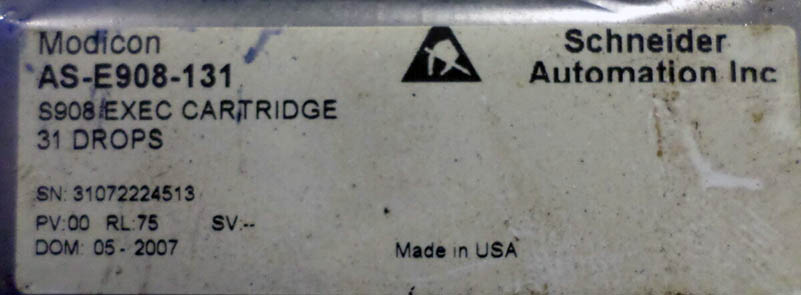 Modicon
AS-E908-131
S908 EXEC CARTRIDGE
31 DROPS
Schneider
Automation Inc
SN: 31072224513
PV:00 RL:75 SV:--
DOM: 05-2007
Made in USA